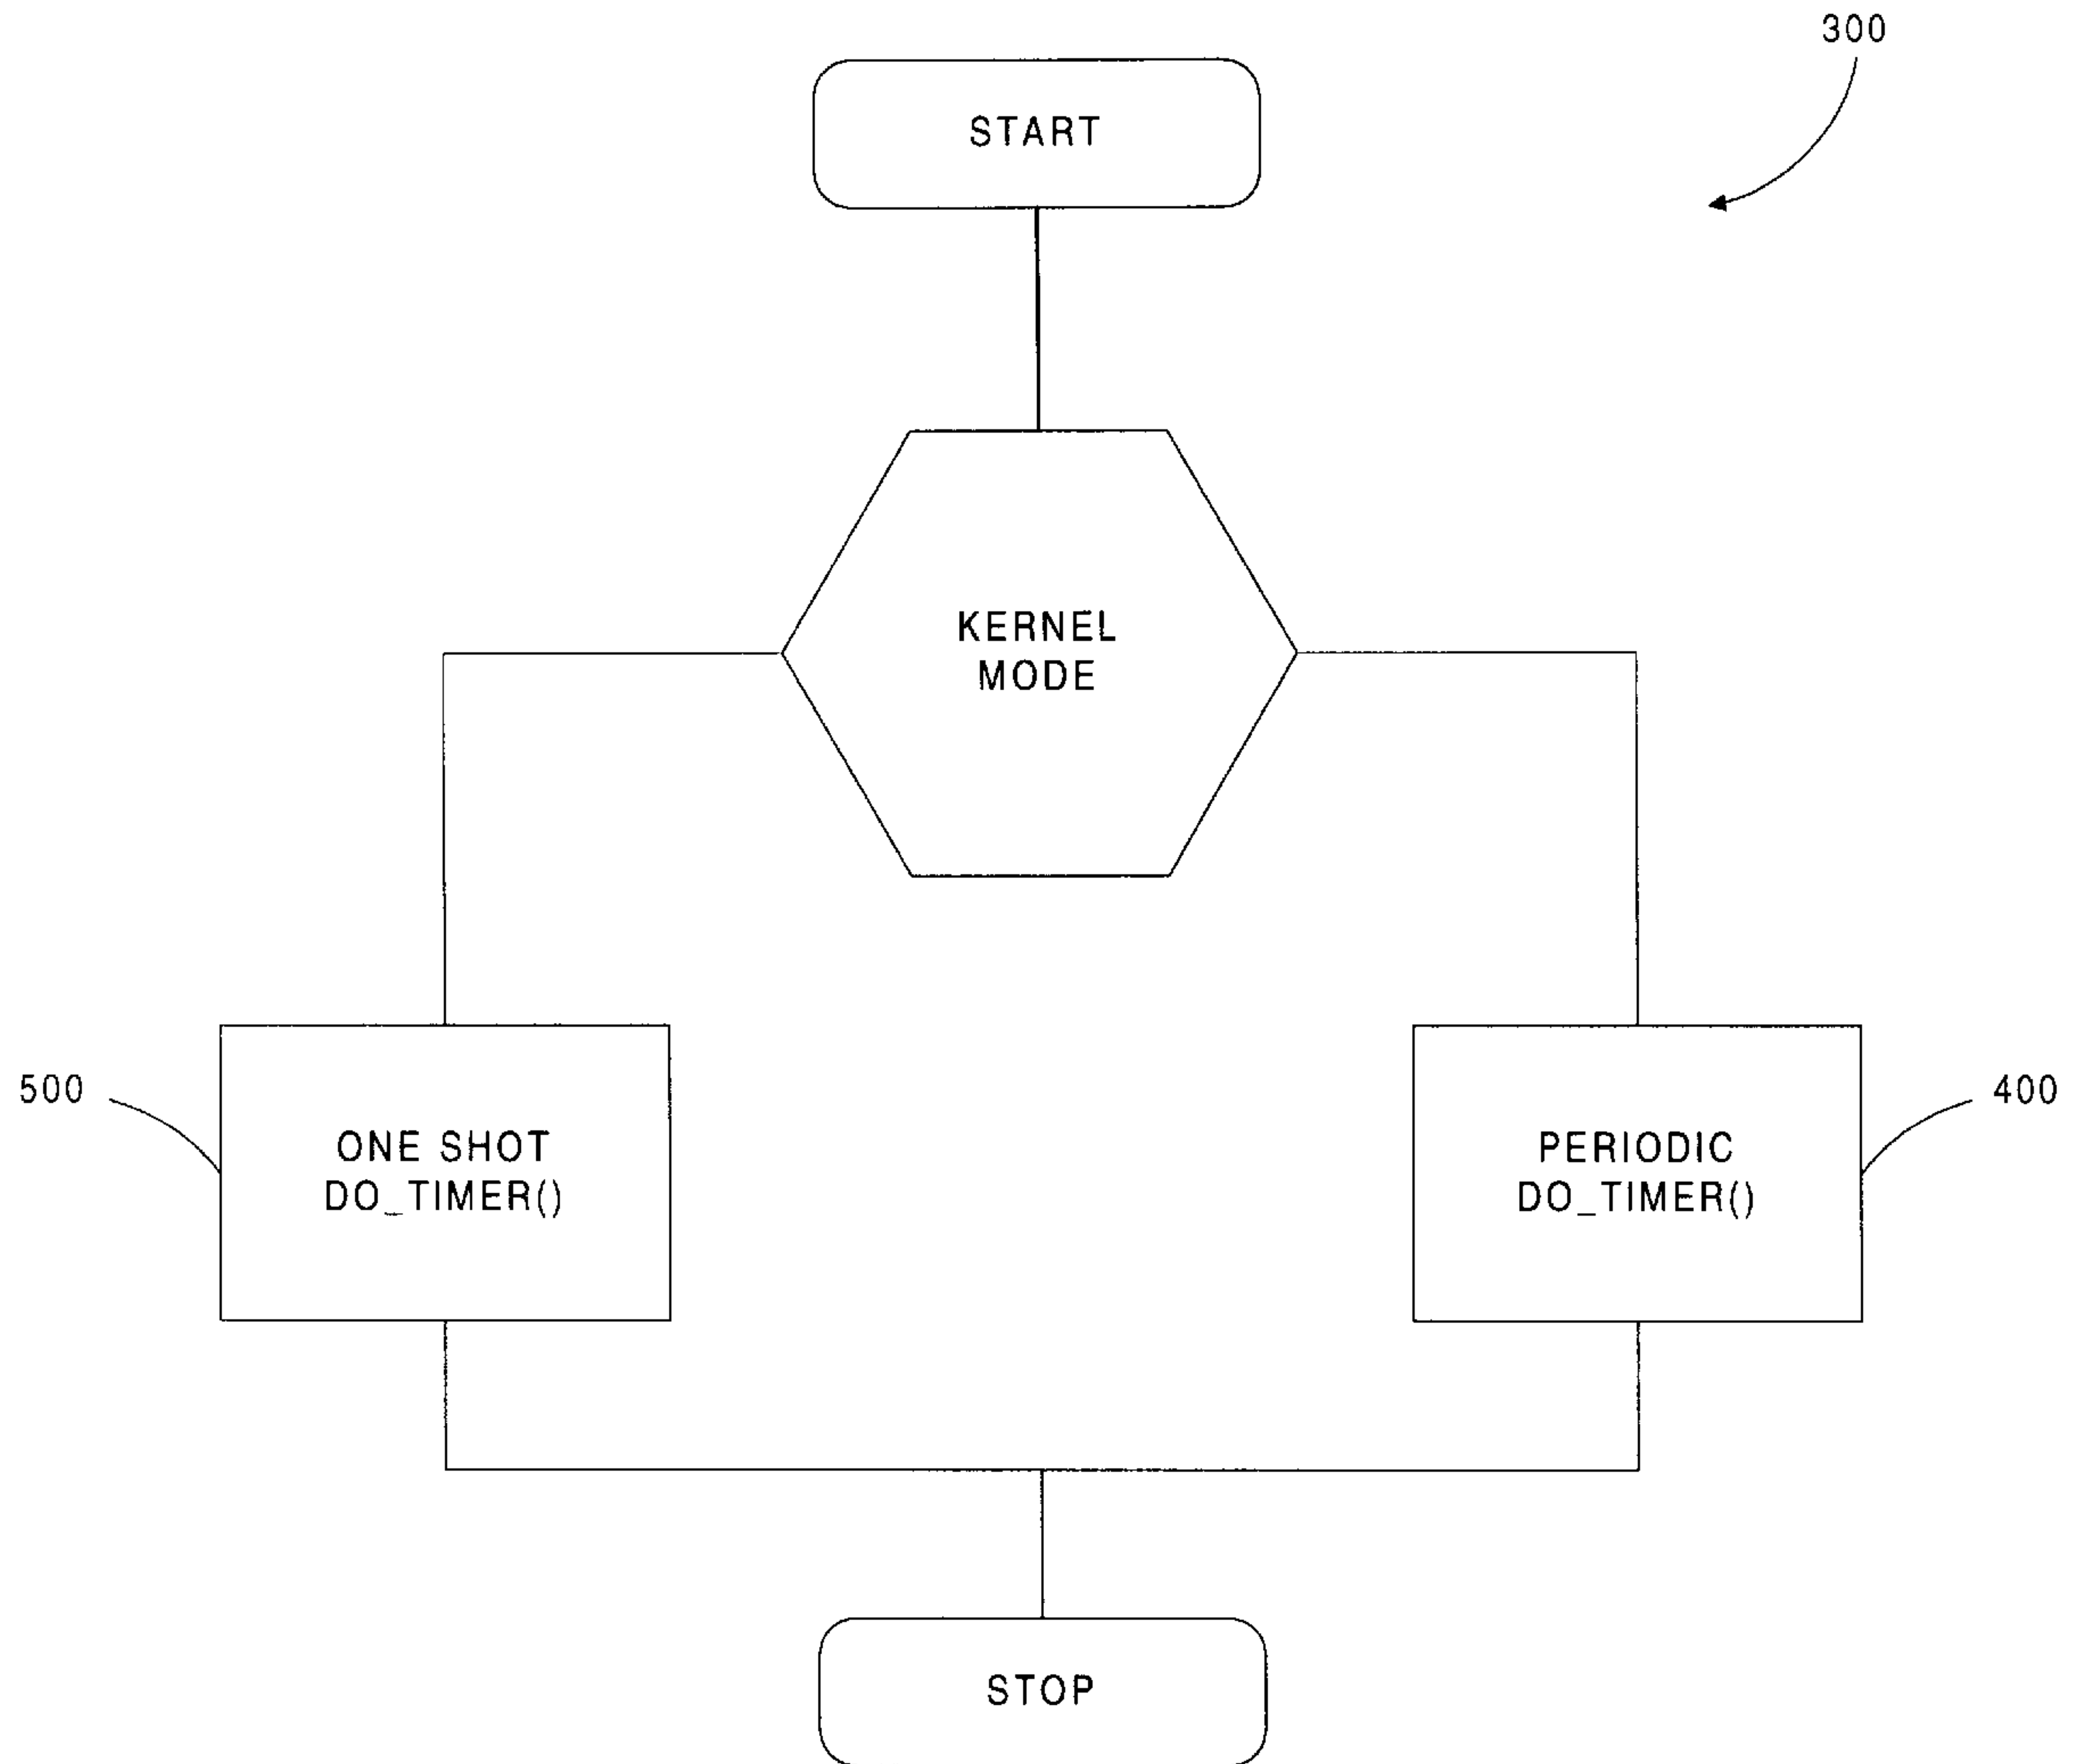 300
START
KERNEL
MODE
500
400
ONE SHOT
DO_TIMER()
PERIODIC
DO_TIMER()
STOP